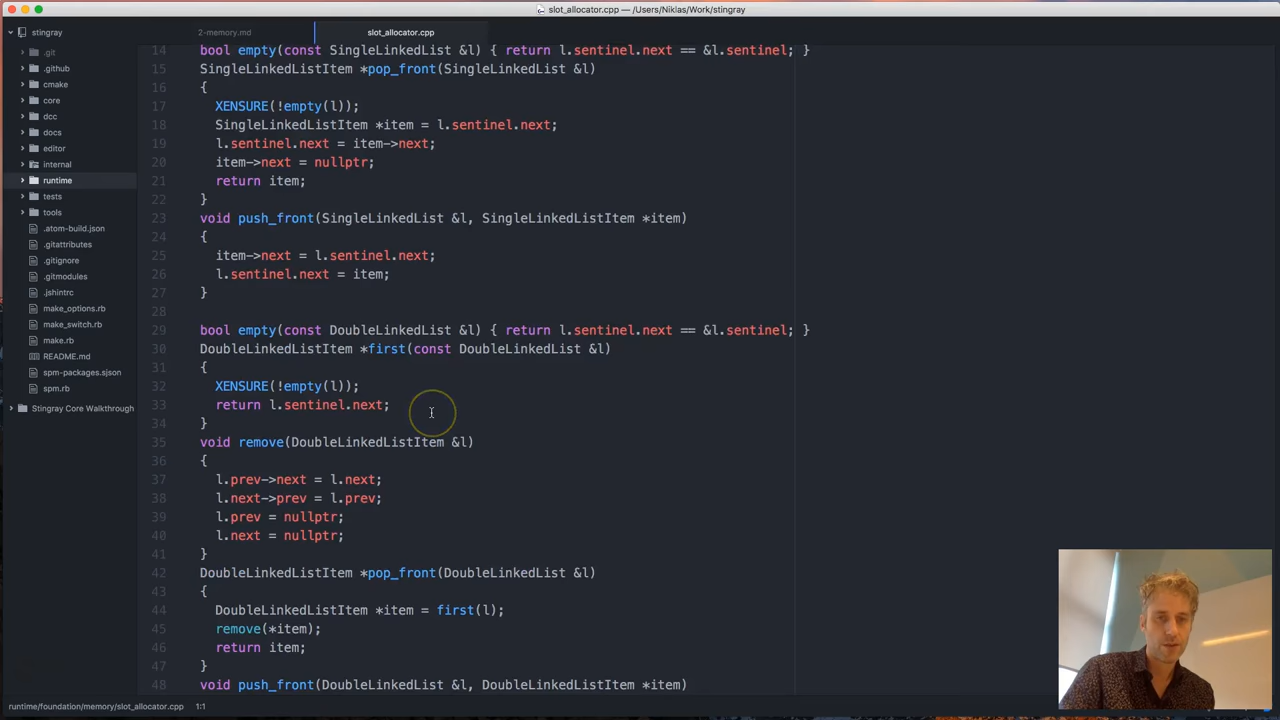 slot_allocator.cpp — /Users/Niklas/Work/stingray
stingray
.git
.github
cmake
core
dcc
docs
editor
internal
runtime
tests
tools
.atom-build.json
.gitattributes
.gitignore
.gitmodules
.jshintrc
make_options.rb
make_switch.rb
make.rb
README.md
spm-packages.sjson
spm.rb
Stingray Core Walkthrough
2-memory.md
slot_allocator.cpp
14 bool empty(const SingleLinkedList &l) { return l.sentinel.next == &l.sentinel; }
15 SingleLinkedListItem *pop_front(SingleLinkedList &l)
16 {
17 XENSURE(!empty(l));
18 SingleLinkedListItem *item = l.sentinel.next;
19 l.sentinel.next = item->next;
20 item->next = nullptr;
21 return item;
22 }
23 void push_front(SingleLinkedList &l, SingleLinkedListItem *item)
24 {
25 item->next = l.sentinel.next;
26 l.sentinel.next = item;
27 }
28
29 bool empty(const DoubleLinkedList &l) { return l.sentinel.next == &l.sentinel; }
30 DoubleLinkedListItem *first(const DoubleLinkedList &l)
31 {
32 XENSURE(!empty(l));
33 return l.sentinel.next;
34 }
35 void remove(DoubleLinkedListItem &l)
36 {
37 l.prev->next = l.next;
38 l.next->prev = l.prev;
39 l.prev = nullptr;
40 l.next = nullptr;
41 }
42 DoubleLinkedListItem *pop_front(DoubleLinkedList &l)
43 {
44 DoubleLinkedListItem *item = first(l);
45 remove(*item);
46 return item;
47 }
48 void push_front(DoubleLinkedList &l, DoubleLinkedListItem *item)
runtime/foundation/memory/slot_allocator.cpp 1:1